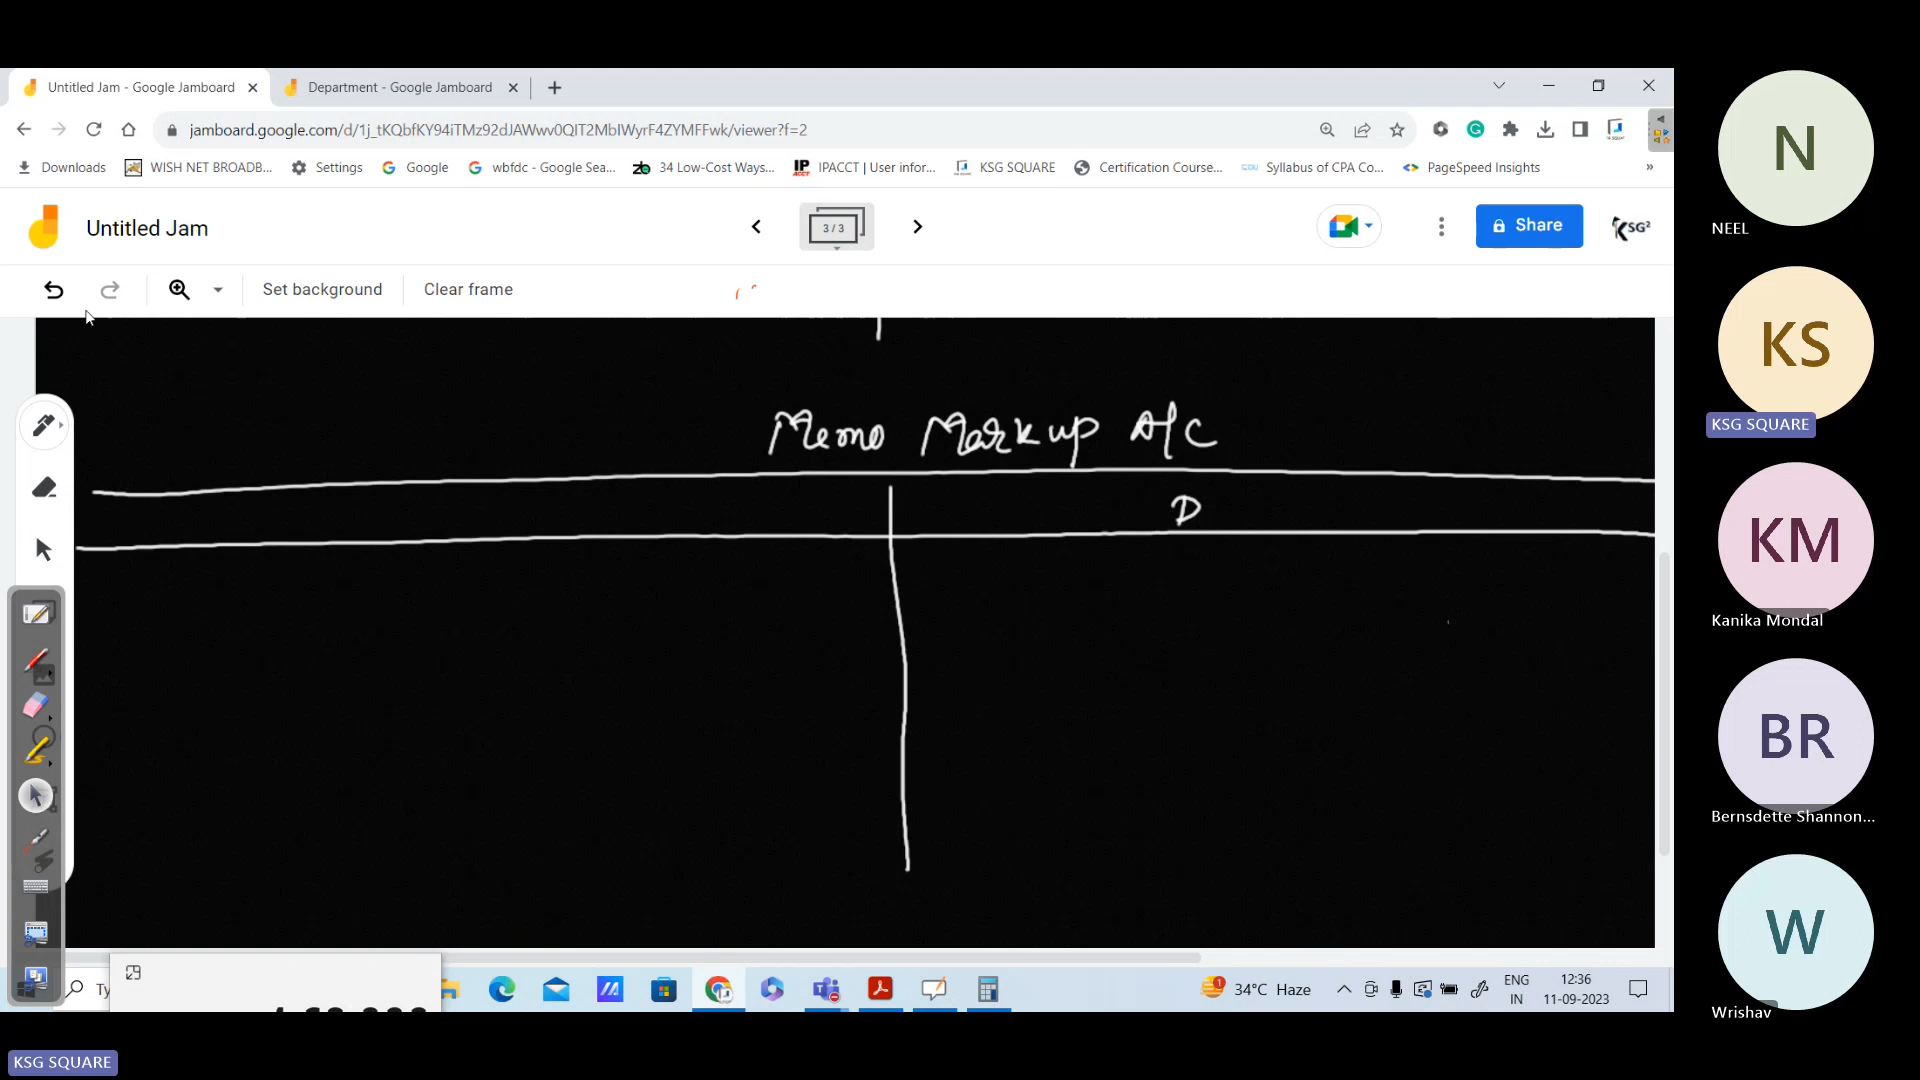 Untitled Jam - Google Jamboard
Department - Google Jamboard
jamboard.google.com/d/1j_tKQbfKY94iTMz92dJAWwv0QlT2MbIWyrF4ZYMFFwk/viewer?f=2
Downloads WISH NET BROADB... Settings Google wbfdc - Google Sea... 34 Low-Cost Ways... IPACCT | User infor... KSG SQUARE Certification Course... Syllabus of CPA Co... PageSpeed Insights »
Untitled Jam
3 / 3
Share
KSG²
Set background Clear frame
Memo Markup A/C
D
34°C Haze
ENG
IN
12:36
11-09-2023
N
NEEL
KS
KSG SQUARE
KM
Kanika Mondal
BR
Bernsdette Shannon...
W
Wrishav
KSG SQUARE